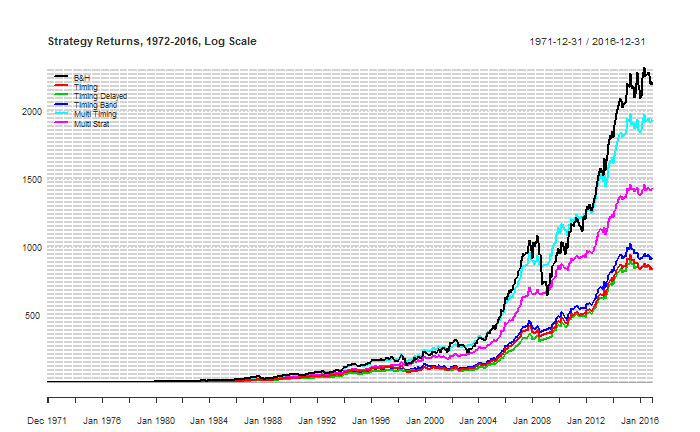 Strategy Returns, 1972-2016, Log Scale 1971-12-31 / 2016-12-31
B&H
Timing
Timing Delayed
Timing Band
Multi Timing
Multi Strat
2000
1500
1000
500
Dec 1971 Jan 1976 Jan 1980 Jan 1984 Jan 1988 Jan 1992 Jan 1996 Jan 2000 Jan 2004 Jan 2008 Jan 2012 Jan 2016